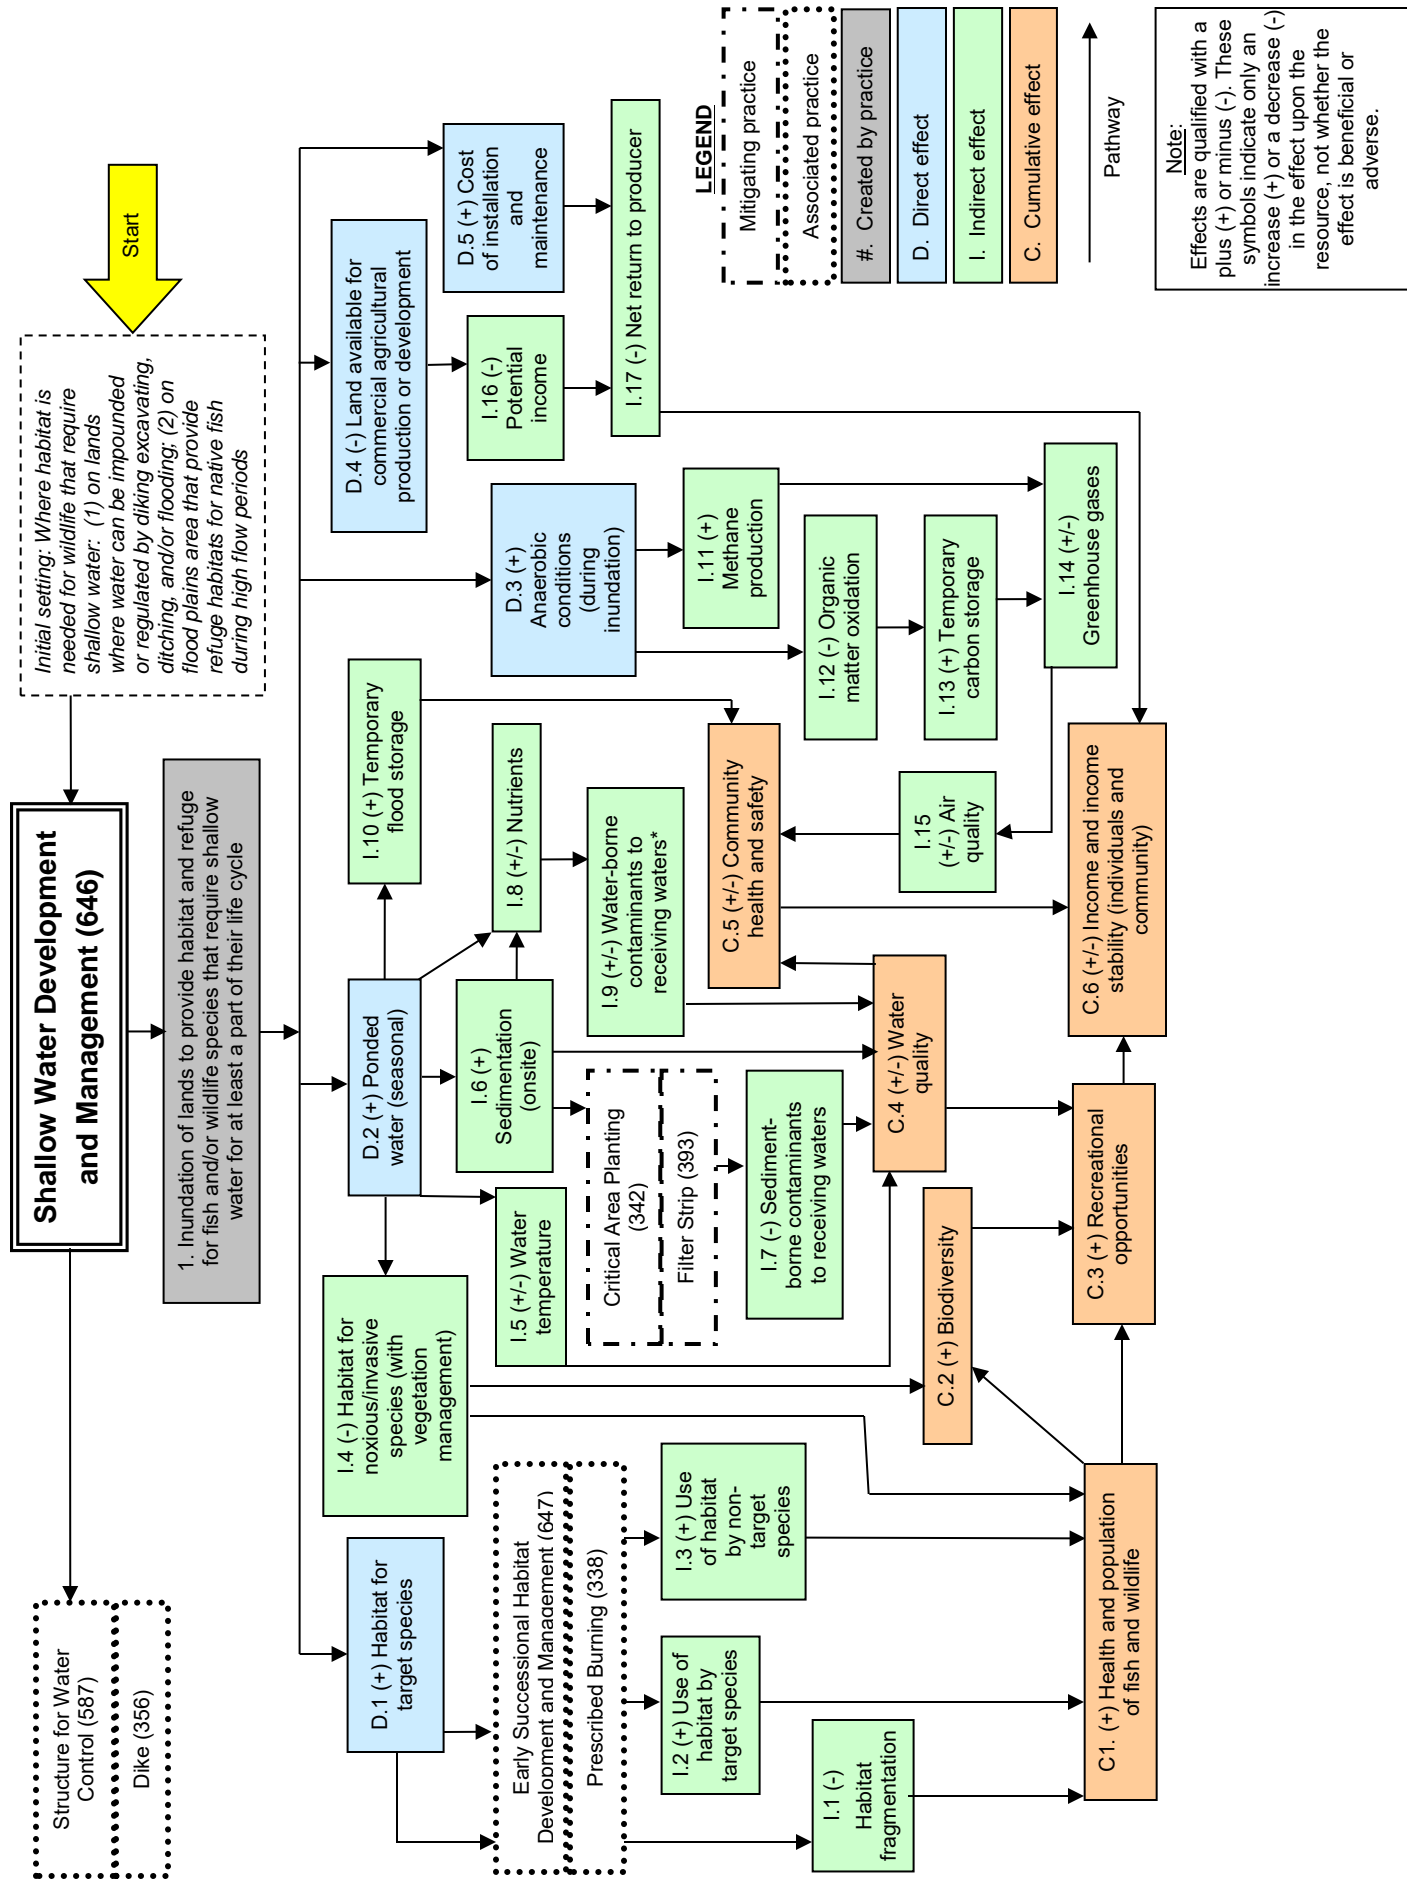 Start
Initial setting: Where habitat is
needed for wildlife that require
shallow water: (1) on lands
where water can be impounded
or regulated by diking excavating,
ditching, and/or flooding; (2) on
flood plains area that provide
refuge habitats for native fish
during high flow periods
Shallow Water Development
and Management (646)
Structure for Water
Control (587)
Dike (356)
1. Inundation of lands to provide habitat and refuge
for fish and/or wildlife species that require shallow
water for at least a part of their life cycle
D.1 (+) Habitat for
target species
D.2 (+) Ponded
water (seasonal)
D.3 (+)
Anaerobic
conditions
(during
inundation)
D.4 (-) Land available for
commercial agricultural
production or development
D.5 (+) Cost
of installation
and
maintenance
Early Successional Habitat
Development and Management (647)
Prescribed Burning (338)
I.1 (-)
Habitat
fragmentation
I.2 (+) Use of
habitat by
target species
I.3 (+) Use
of habitat
by non-
target
species
I.4 (-) Habitat for
noxious/invasive
species (with
vegetation
management)
I.5 (+/-) Water
temperature
I.6 (+)
Sedimentation
(onsite)
Critical Area Planting
(342)
Filter Strip (393)
I.7 (-) Sediment-
borne contaminants
to receiving waters
I.8 (+/-) Nutrients
I.9 (+/-) Water-borne
contaminants to
receiving waters*
I.10 (+) Temporary
flood storage
I.11 (+)
Methane
production
I.12 (-) Organic
matter oxidation
I.13 (+) Temporary
carbon storage
I.14 (+/-)
Greenhouse gases
I.15
(+/-) Air
quality
I.16 (-)
Potential
income
I.17 (-) Net return to producer
C1. (+) Health and population
of fish and wildlife
C.2 (+) Biodiversity
C.3 (+) Recreational
opportunities
C.4 (+/-) Water
quality
C.5 (+/-) Community
health and safety
C.6 (+/-) Income and income
stability (individuals and
community)
LEGEND
Mitigating practice
Associated practice
#. Created by practice
D. Direct effect
I. Indirect effect
C. Cumulative effect
Pathway
Note:
Effects are qualified with a
plus (+) or minus (-). These
symbols indicate only an
increase (+) or a decrease (-)
in the effect upon the
resource, not whether the
effect is beneficial or
adverse.